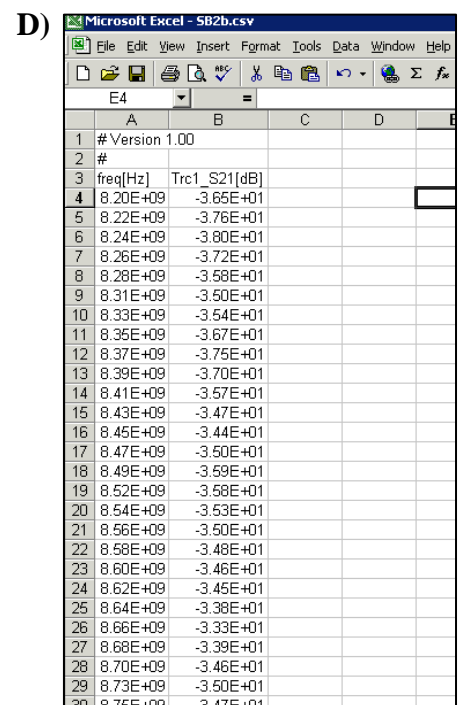 D)
Microsoft Excel - SB2b.csv
File Edit View Insert Format Tools Data Window Help
E4 =
A B C D E
1 # Version 1.00
2 #
3 freq[Hz] Trc1_S21[dB]
4 8.20E+09 -3.65E+01
5 8.22E+09 -3.76E+01
6 8.24E+09 -3.80E+01
7 8.26E+09 -3.72E+01
8 8.28E+09 -3.58E+01
9 8.31E+09 -3.50E+01
10 8.33E+09 -3.54E+01
11 8.35E+09 -3.67E+01
12 8.37E+09 -3.75E+01
13 8.39E+09 -3.70E+01
14 8.41E+09 -3.57E+01
15 8.43E+09 -3.47E+01
16 8.45E+09 -3.44E+01
17 8.47E+09 -3.50E+01
18 8.49E+09 -3.59E+01
19 8.52E+09 -3.58E+01
20 8.54E+09 -3.53E+01
21 8.56E+09 -3.50E+01
22 8.58E+09 -3.48E+01
23 8.60E+09 -3.46E+01
24 8.62E+09 -3.45E+01
25 8.64E+09 -3.38E+01
26 8.66E+09 -3.33E+01
27 8.68E+09 -3.39E+01
28 8.70E+09 -3.46E+01
29 8.73E+09 -3.50E+01
30 8.75E+09 -3.47E+01